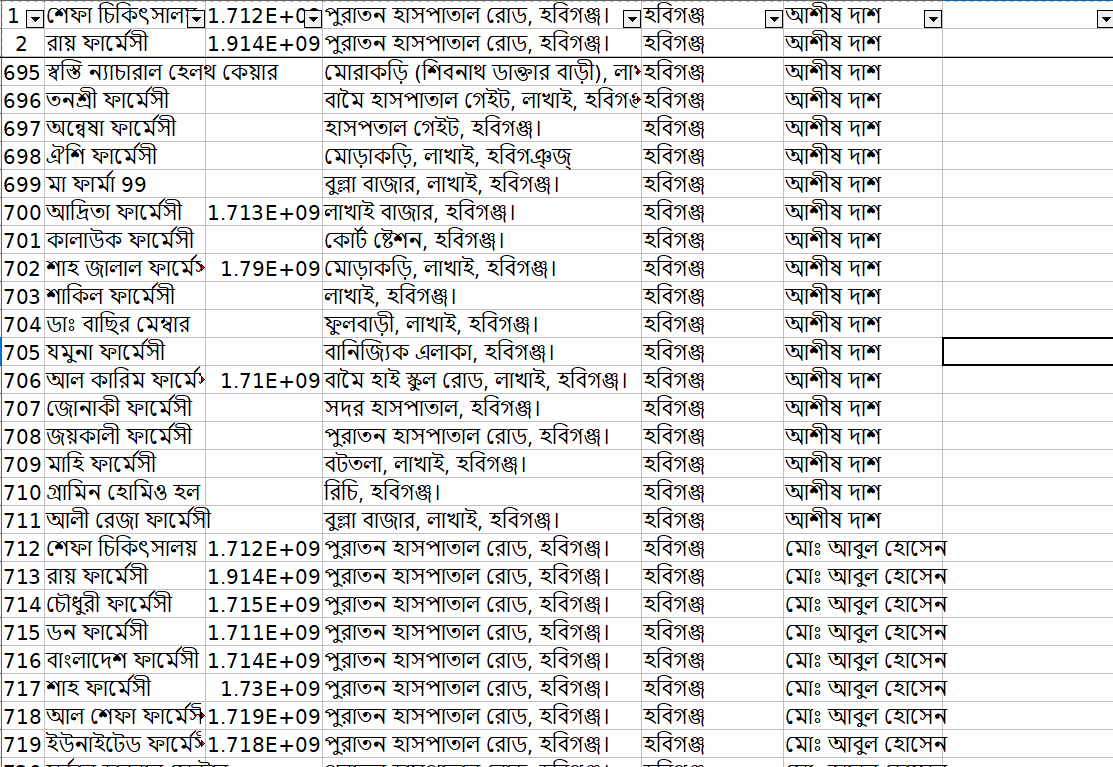 1 শেফা চিকিৎসালয় 1.712E+09 পুরাতন হাসপাতাল রোড, হবিগঞ্জ। হবিগঞ্জ আশীষ দাশ
2 রায় ফার্মেসী 1.914E+09 পুরাতন হাসপাতাল রোড, হবিগঞ্জ। হবিগঞ্জ আশীষ দাশ
695 স্বস্তি ন্যাচারাল হেলথ কেয়ার মোরাকড়ি (শিবনাথ ডাক্তার বাড়ী), হবিগঞ্জ আশীষ দাশ
696 তনশ্রী ফার্মেসী বামৈ হাসপাতাল গেইট, লাখাই, হবিগঞ্জ আশীষ দাশ
697 অন্বেষা ফার্মেসী হাসপতাল গেইট, হবিগঞ্জ। হবিগঞ্জ আশীষ দাশ
698 ঐশি ফার্মেসী মোড়াকড়ি, লাখাই, হবিগঞ্জ্ হবিগঞ্জ আশীষ দাশ
699 মা ফার্মা 99 বুল্লা বাজার, লাখাই, হবিগঞ্জ। হবিগঞ্জ আশীষ দাশ
700 আদ্রিতা ফার্মেসী 1.713E+09 লাখাই বাজার, হবিগঞ্জ। হবিগঞ্জ আশীষ দাশ
701 কালাউক ফার্মেসী কোর্ট ষ্টেশন, হবিগঞ্জ। হবিগঞ্জ আশীষ দাশ
702 শাহ জালাল 1.79E+09 মোড়াকড়ি, লাখাই, হবিগঞ্জ। হবিগঞ্জ আশীষ দাশ
703 শাকিল ফার্মেসী লাখাই, হবিগঞ্জ। হবিগঞ্জ আশীষ দাশ
704 ডাঃ বাছির মেম্বার ফুলবাড়ী, লাখাই, হবিগঞ্জ। হবিগঞ্জ আশীষ দাশ
705 যমুনা ফার্মেসী বানিজ্যিক এলাকা, হবিগঞ্জ। হবিগঞ্জ আশীষ দাশ
706 আল কারিম 1.71E+09 বামৈ হাই স্কুল রোড, লাখাই, হবিগঞ্জ। হবিগঞ্জ আশীষ দাশ
707 জোনাকী ফার্মেসী সদর হাসপাতাল, হবিগঞ্জ। হবিগঞ্জ আশীষ দাশ
708 জয়কালী ফার্মেসী পুরাতন হাসপাতাল রোড, হবিগঞ্জ। হবিগঞ্জ আশীষ দাশ
709 মাহি ফার্মেসী বটতলা, লাখাই, হবিগঞ্জ। হবিগঞ্জ আশীষ দাশ
710 গ্রামিন হোমিও হল রিচি, হবিগঞ্জ। হবিগঞ্জ আশীষ দাশ
711 আলী রেজা ফার্মেসী বুল্লা বাজার, লাখাই, হবিগঞ্জ। হবিগঞ্জ আশীষ দাশ
712 শেফা চিকিৎসালয় 1.712E+09 পুরাতন হাসপাতাল রোড, হবিগঞ্জ। হবিগঞ্জ মোঃ আবুল হোসেন
713 রায় ফার্মেসী 1.914E+09 পুরাতন হাসপাতাল রোড, হবিগঞ্জ। হবিগঞ্জ মোঃ আবুল হোসেন
714 চৌধুরী ফার্মেসী 1.715E+09 পুরাতন হাসপাতাল রোড, হবিগঞ্জ। হবিগঞ্জ মোঃ আবুল হোসেন
715 ডন ফার্মেসী 1.711E+09 পুরাতন হাসপাতাল রোড, হবিগঞ্জ। হবিগঞ্জ মোঃ আবুল হোসেন
716 বাংলাদেশ ফার্মেসী 1.714E+09 পুরাতন হাসপাতাল রোড, হবিগঞ্জ। হবিগঞ্জ মোঃ আবুল হোসেন
717 শাহ ফার্মেসী 1.73E+09 পুরাতন হাসপাতাল রোড, হবিগঞ্জ। হবিগঞ্জ মোঃ আবুল হোসেন
718 আল শেফা ফার্মেসী 1.719E+09 পুরাতন হাসপাতাল রোড, হবিগঞ্জ। হবিগঞ্জ মোঃ আবুল হোসেন
719 ইউনাইটেড 1.718E+09 পুরাতন হাসপাতাল রোড, হবিগঞ্জ। হবিগঞ্জ মোঃ আবুল হোসেন